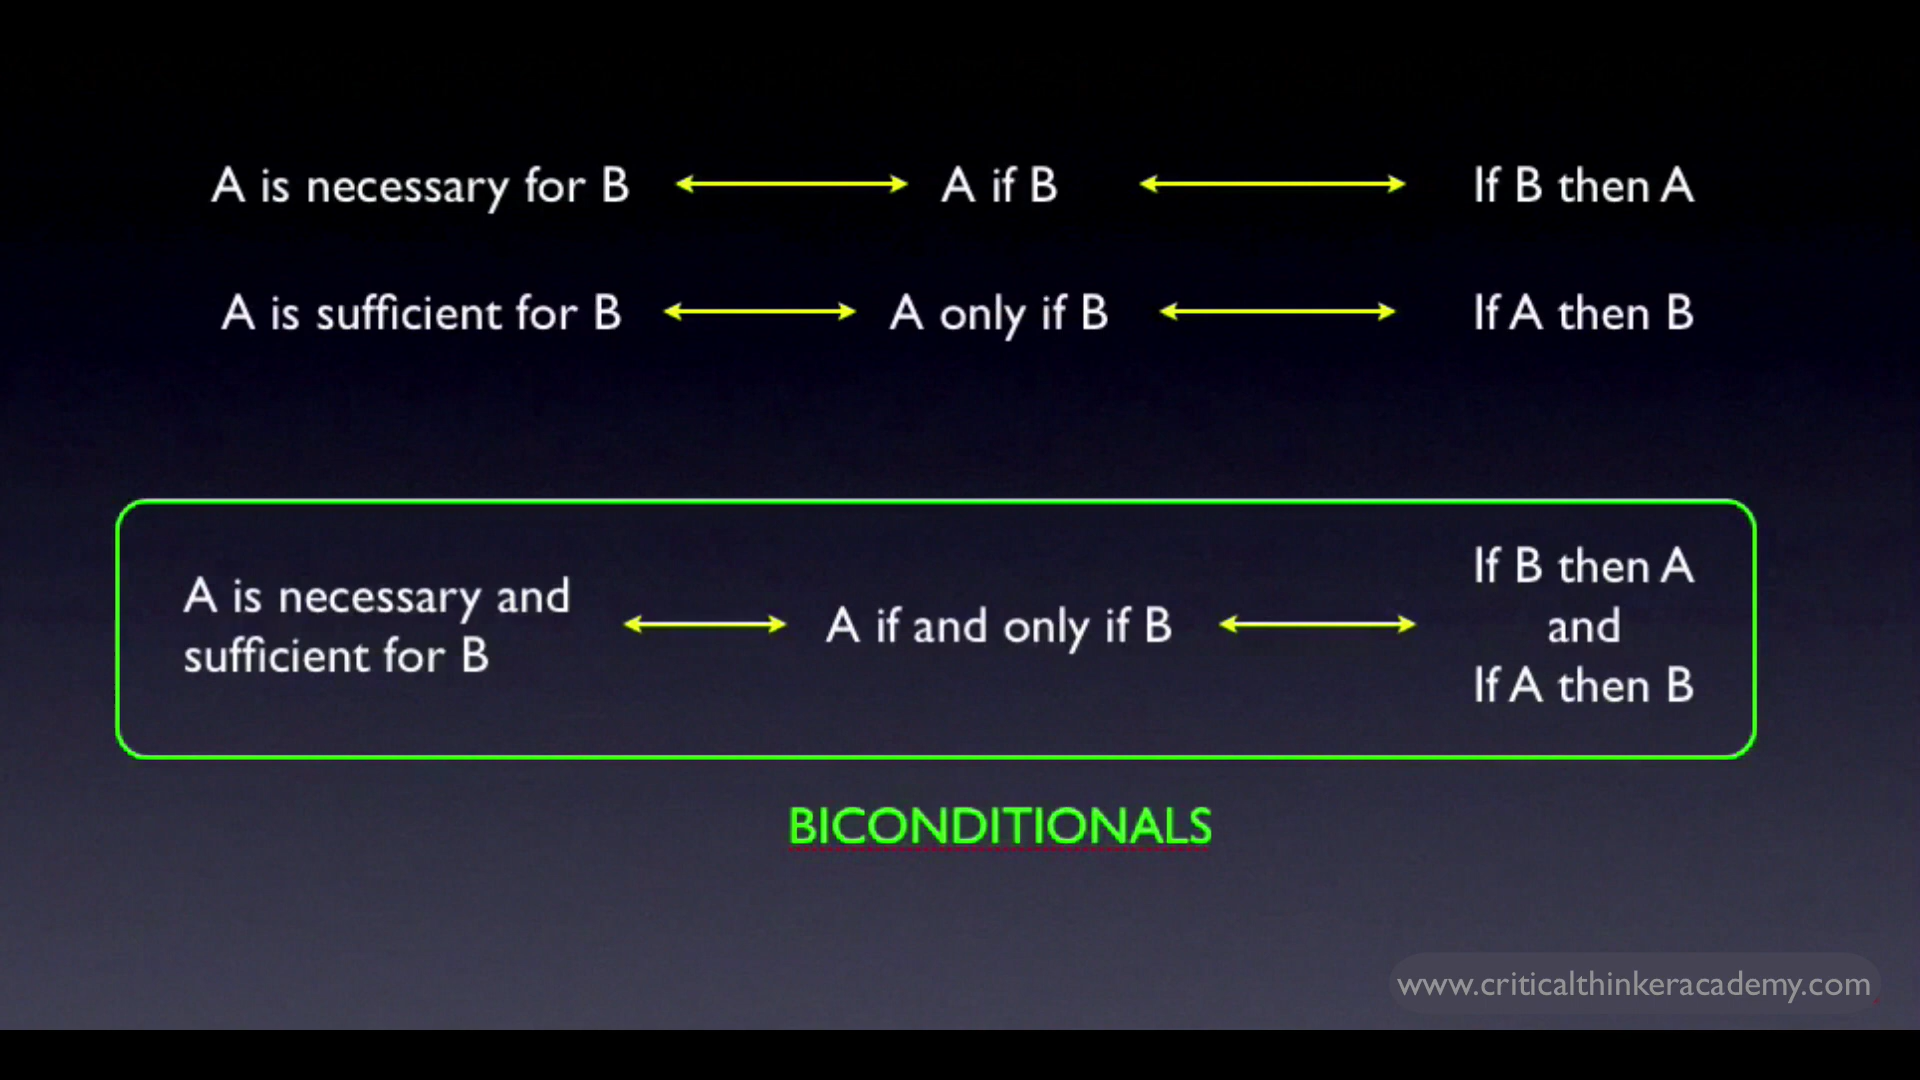 A is necessary for B A if B If B then A
A is sufficient for B A only if B If A then B
A is necessary and
sufficient for B
A if and only if B
If B then A
and
If A then B
BICONDITIONALS
www.criticalthinkeracademy.com